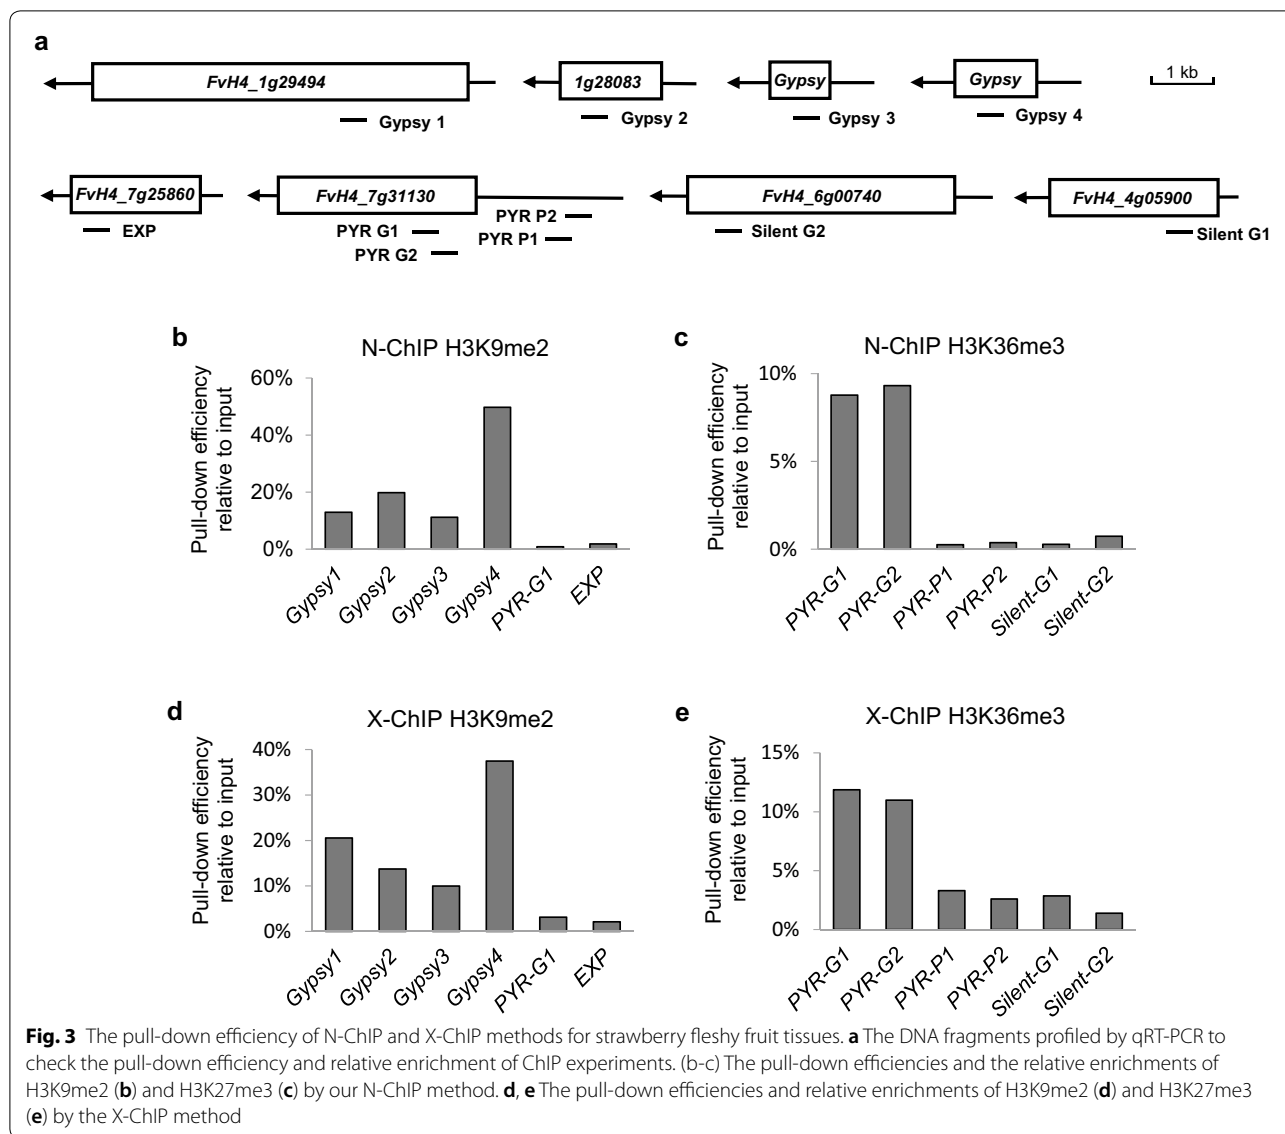 a
FvH4_1g29494
1g28083
Gypsy
Gypsy
1 kb
Gypsy 1
Gypsy 2
Gypsy 3
Gypsy 4
FvH4_7g25860
FvH4_7g31130
FvH4_6g00740
FvH4_4g05900
EXP
PYR G1
PYR G2
PYR P2
PYR P1
Silent G2
Silent G1
b
N-ChIP H3K9me2
Pull-down efficiency
relative to input
60%
40%
20%
0%
Gypsy1
Gypsy2
Gypsy3
Gypsy4
PYR-G1
EXP
c
N-ChIP H3K36me3
Pull-down efficiency
relative to input
10%
5%
0%
PYR-G1
PYR-G2
PYR-P1
PYR-P2
Silent-G1
Silent-G2
d
X-ChIP H3K9me2
Pull-down efficiency
relative to input
40%
30%
20%
10%
0%
Gypsy1
Gypsy2
Gypsy3
Gypsy4
PYR-G1
EXP
e
X-ChIP H3K36me3
Pull-down efficiency
relative to input
15%
10%
5%
0%
PYR-G1
PYR-G2
PYR-P1
PYR-P2
Silent-G1
Silent-G2
Fig. 3 The pull-down efficiency of N-ChIP and X-ChIP methods for strawberry fleshy fruit tissues. a The DNA fragments profiled by qRT-PCR to
check the pull-down efficiency and relative enrichment of ChIP experiments. (b-c) The pull-down efficiencies and the relative enrichments of
H3K9me2 (b) and H3K27me3 (c) by our N-ChIP method. d, e The pull-down efficiencies and relative enrichments of H3K9me2 (d) and H3K27me3
(e) by the X-ChIP method